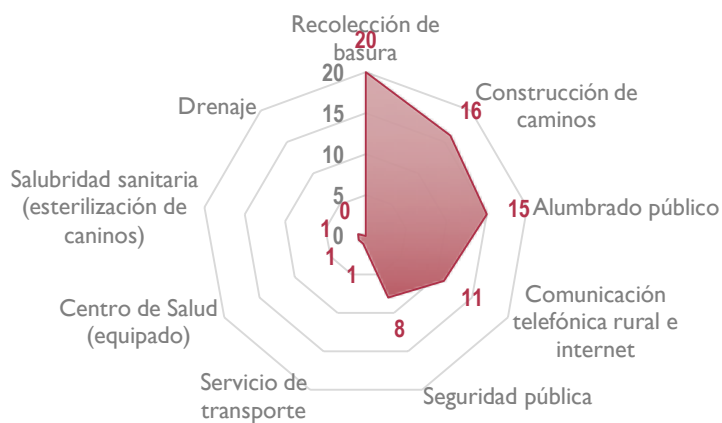 Recolección de
basura
20
20
15
10
5
0
Construcción de
caminos
16
Alumbrado público
15
Comunicación
telefónica rural e
internet
11
Seguridad pública
8
Servicio de
transporte
1
Centro de Salud
(equipado)
1
Salubridad sanitaria
(esterilización de
caninos)
1
Drenaje
0